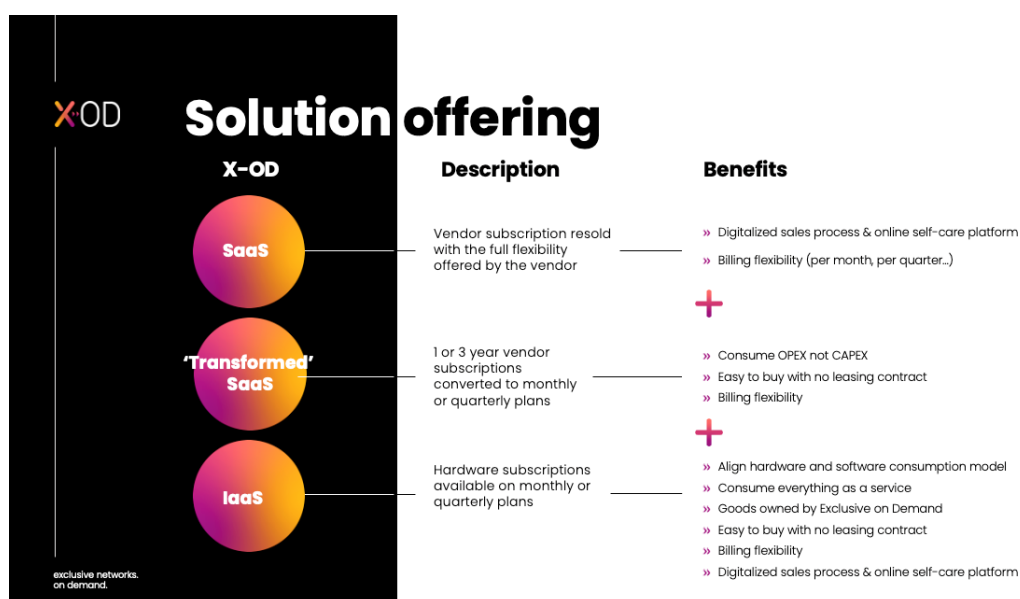 X-OD
Solution offering
X-OD
Description
Benefits
SaaS
Vendor subscription resold
with the full flexibility
offered by the vendor
» Digitalized sales process & online self-care platform
» Billing flexibility (per month, per quarter...)
+
‘Transformed’
SaaS
1 or 3 year vendor
subscriptions
converted to monthly
or quarterly plans
» Consume OPEX not CAPEX
» Easy to buy with no leasing contract
» Billing flexibility
+
IaaS
Hardware subscriptions
available on monthly or
quarterly plans
» Align hardware and software consumption model
» Consume everything as a service
» Goods owned by Exclusive on Demand
» Easy to buy with no leasing contract
» Billing flexibility
» Digitalized sales process & online self-care platform
exclusive networks.
on demand.